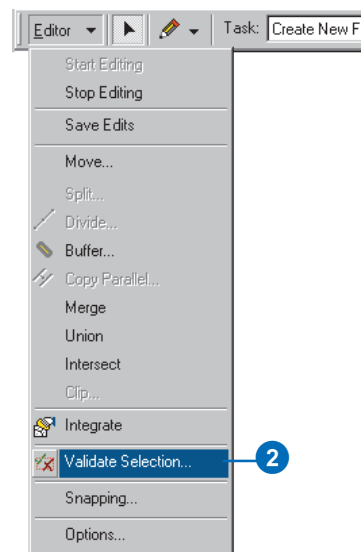 Editor Task: Create New F
Start Editing
Stop Editing
Save Edits
Move...
Split...
Divide...
Buffer...
Copy Parallel...
Merge
Union
Intersect
Clip...
Integrate
Validate Selection... 2
Snapping...
Options...